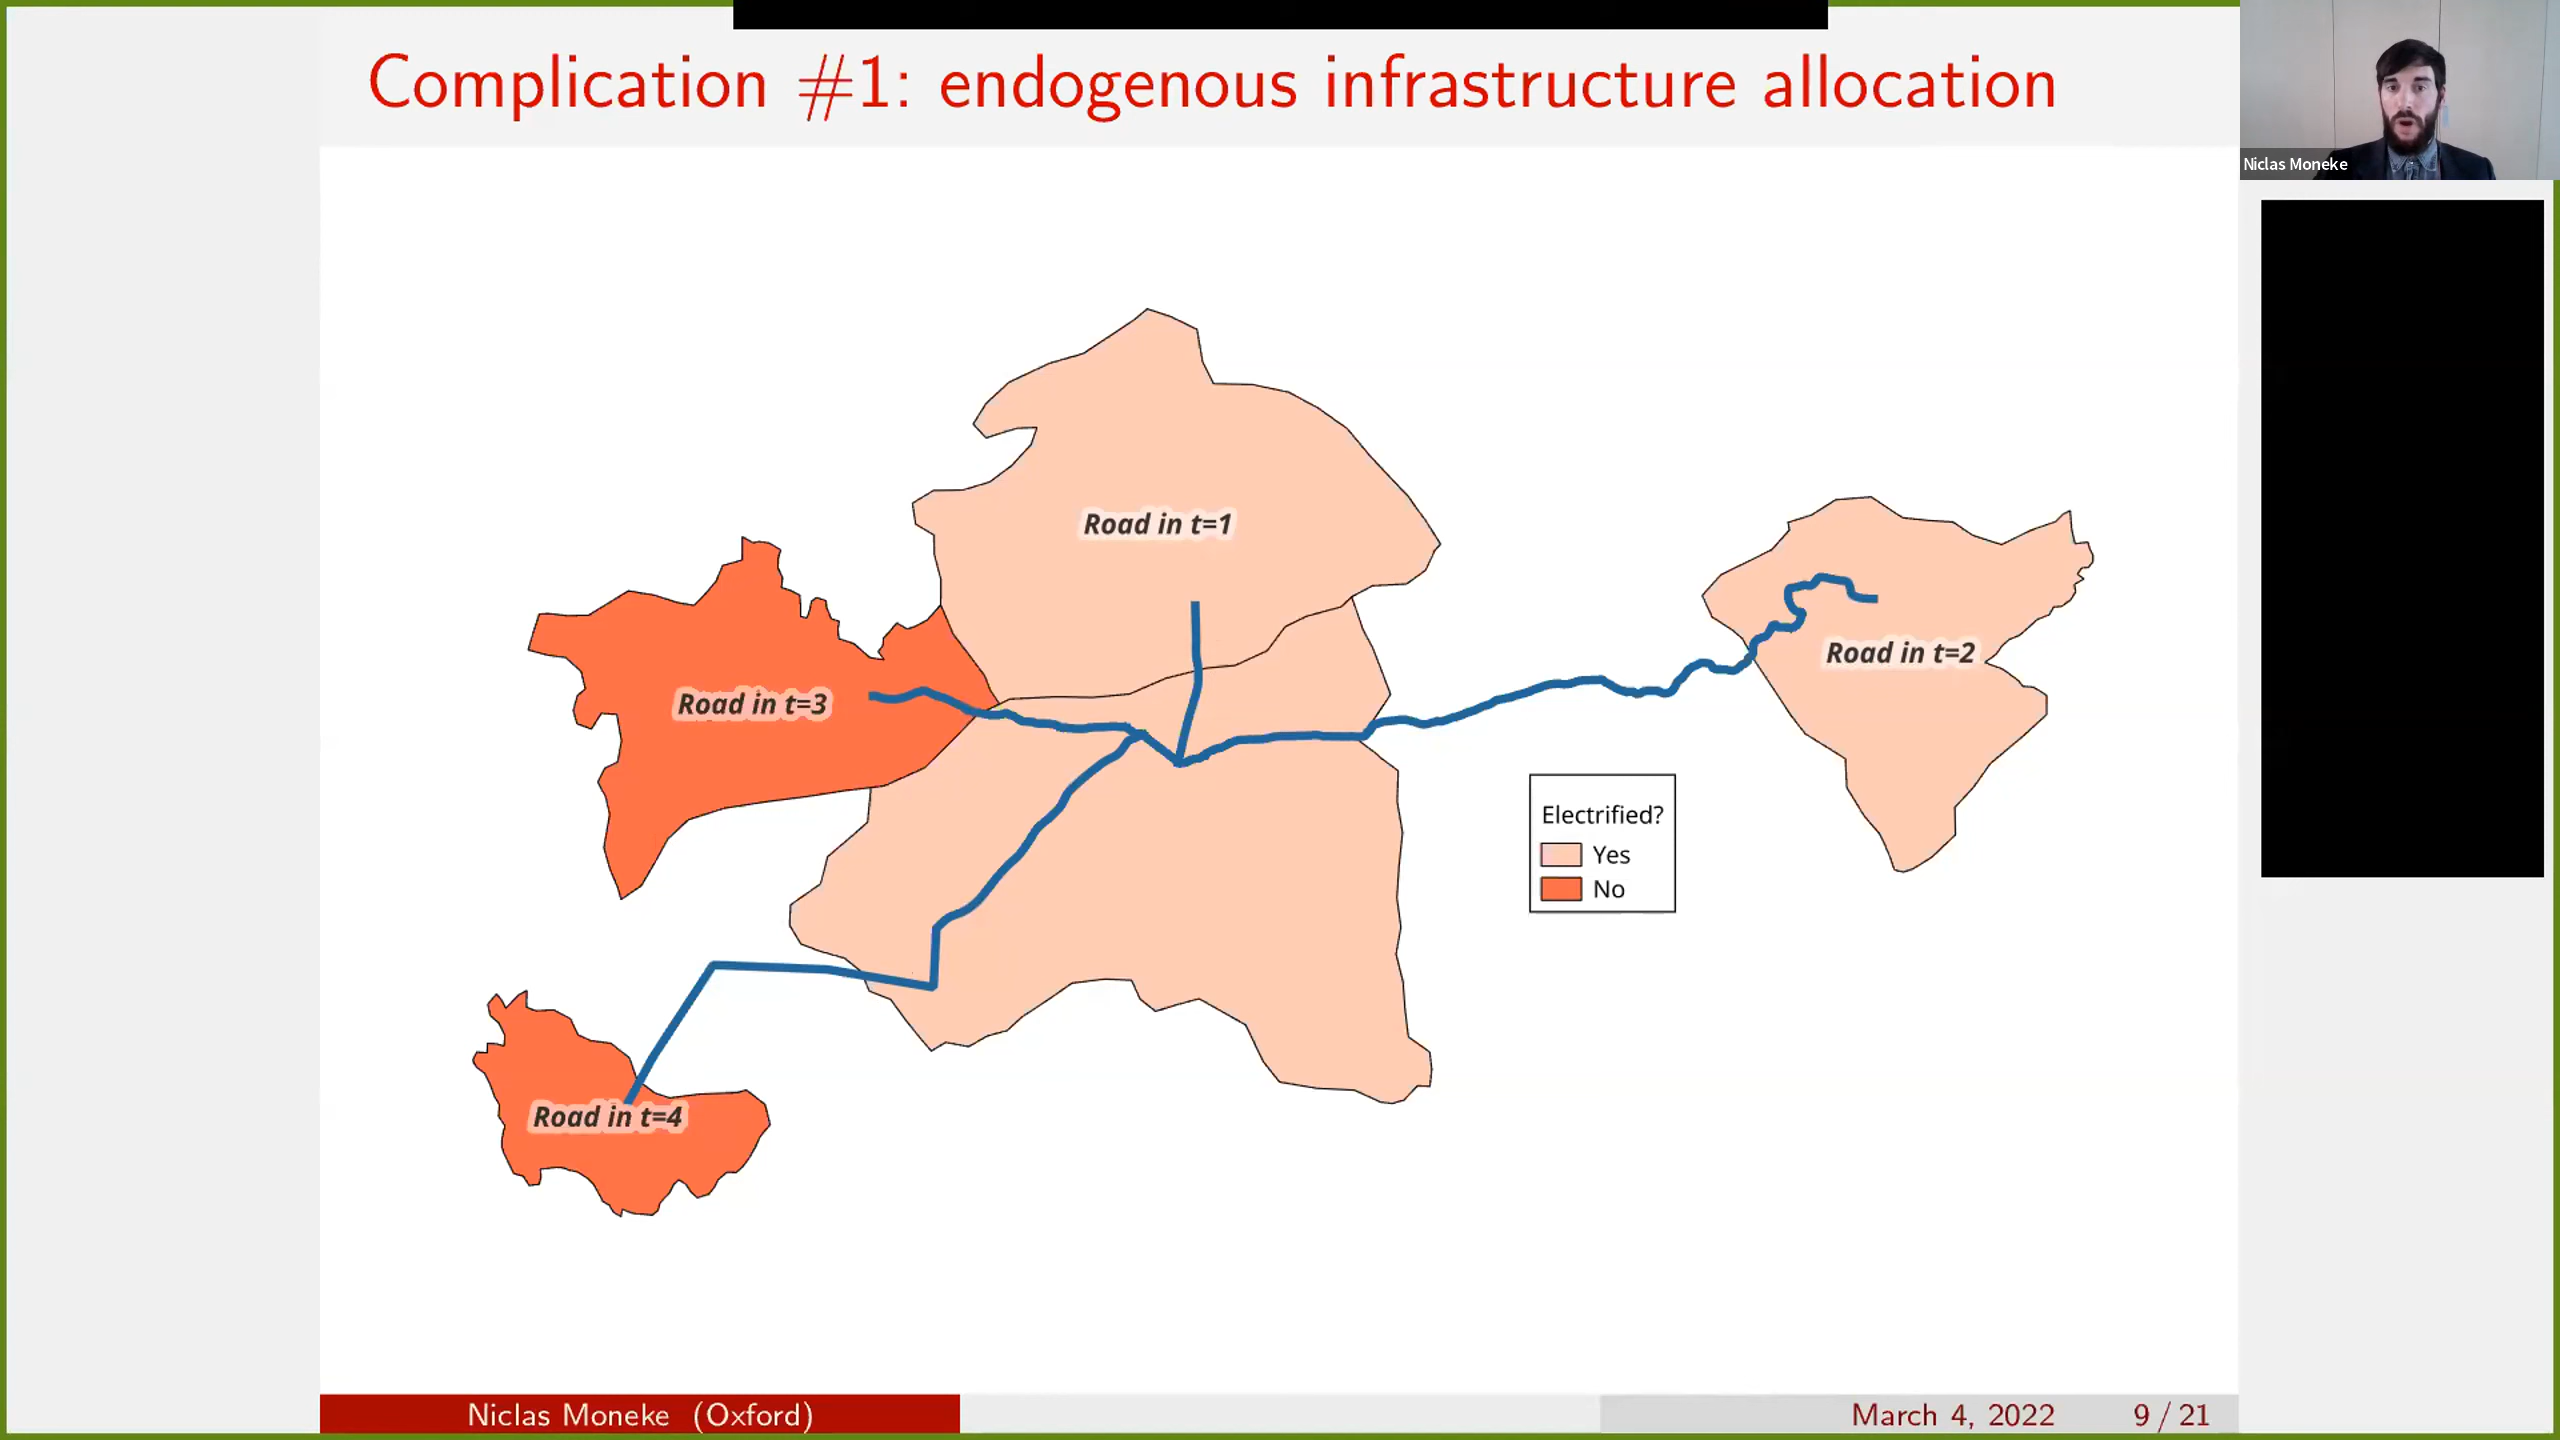 Complication #1: endogenous infrastructure allocation
Niclas Moneke
Road in t=1
Road in t=2
Road in t=3
Electrified?
Yes
No
Road in t=4
Niclas Moneke (Oxford)
March 4, 2022
9 / 21